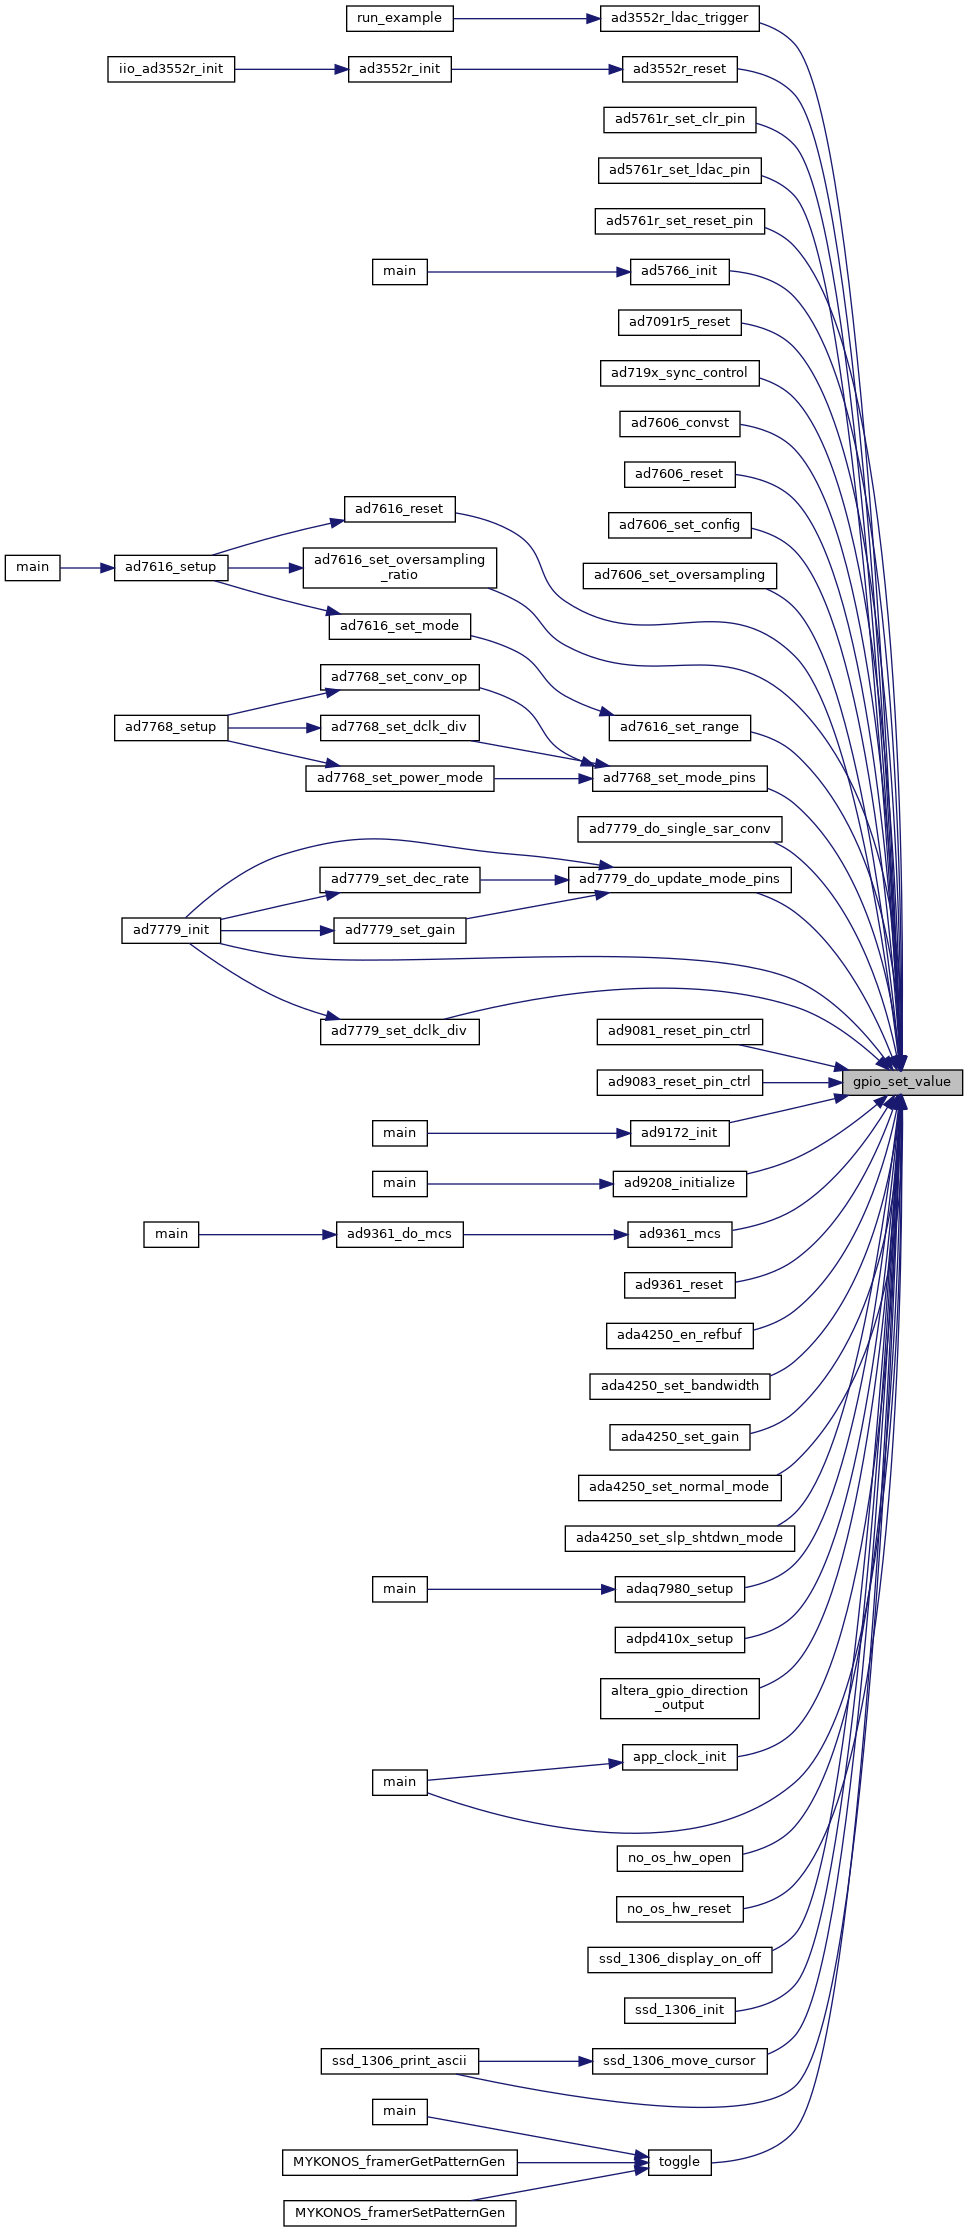 run_example
ad3552r_ldac_trigger
iio_ad3552r_init
ad3552r_init
ad3552r_reset
ad5761r_set_clr_pin
ad5761r_set_ldac_pin
ad5761r_set_reset_pin
main
ad5766_init
ad7091r5_reset
ad719x_sync_control
ad7606_convst
ad7606_reset
ad7616_reset
ad7606_set_config
main
ad7616_setup
ad7616_set_oversampling
_ratio
ad7606_set_oversampling
ad7616_set_mode
ad7768_set_conv_op
ad7768_setup
ad7768_set_dclk_div
ad7616_set_range
ad7768_set_power_mode
ad7768_set_mode_pins
ad7779_do_single_sar_conv
ad7779_set_dec_rate
ad7779_do_update_mode_pins
ad7779_init
ad7779_set_gain
ad7779_set_dclk_div
ad9081_reset_pin_ctrl
ad9083_reset_pin_ctrl
gpio_set_value
main
ad9172_init
main
ad9208_initialize
main
ad9361_do_mcs
ad9361_mcs
ad9361_reset
ada4250_en_refbuf
ada4250_set_bandwidth
ada4250_set_gain
ada4250_set_normal_mode
ada4250_set_slp_shtdwn_mode
main
adaq7980_setup
adpd410x_setup
altera_gpio_direction
_output
app_clock_init
main
no_os_hw_open
no_os_hw_reset
ssd_1306_display_on_off
ssd_1306_init
ssd_1306_print_ascii
ssd_1306_move_cursor
main
MYKONOS_framerGetPatternGen
toggle
MYKONOS_framerSetPatternGen